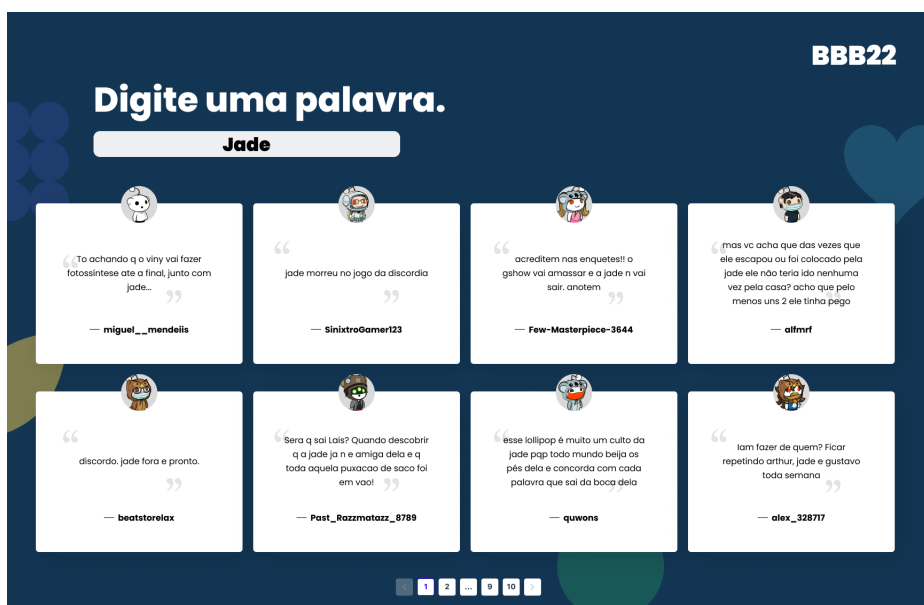 BBB22
Digite uma palavra.
Jade
To achando q o viny vai fazer
fotossintese ate a final, junto com
jade...
— miguel__mendeiis
jade morreu no jogo da discordia
— SinixtroGamer123
acreditem nas enquetes!! o
gshow vai amassar e a jade n vai
sair. anotem
— Few-Masterpiece-3644
mas vc acha que das vezes que
ele escapou ou foi colocado pela
jade ele não teria ido nenhuma
vez pela casa? acho que pelo
menos uns 2 ele tinha pego
— alfmrf
discordo. jade fora e pronto.
— beatstorelax
Sera q sai Lais? Quando descobrir
q a jade ja n e amiga dela e q
toda aquela puxacao de saco foi
em vao!
— Past_Razzmatazz_8789
esse lollipop é muito um culto da
jade pqp todo mundo beija os
pés dela e concorda com cada
palavra que sai da boca dela
— quwons
Iam fazer de quem? Ficar
repetindo arthur, jade e gustavo
toda semana
— alex_328717
‹ 1 2 ... 9 10 ›